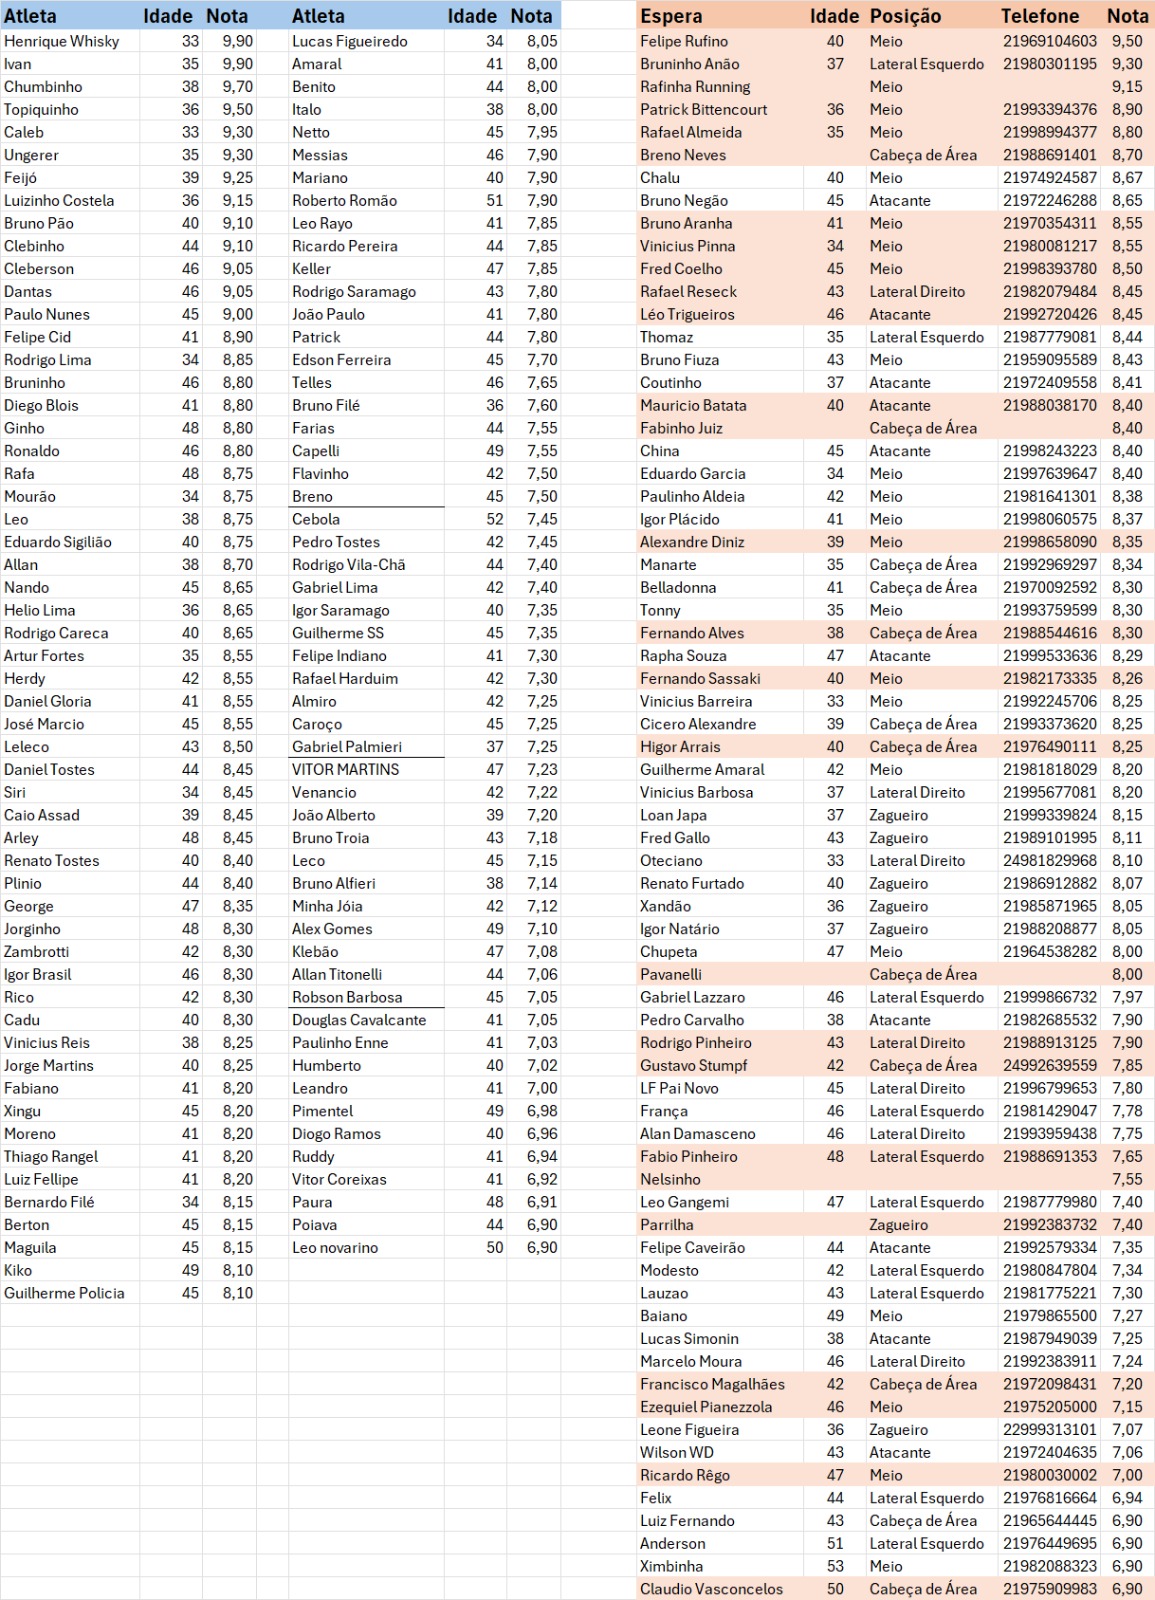 Atleta Idade Nota Atleta Idade Nota Espera Idade Posição Telefone Nota
Henrique Whisky 33 9,90 Lucas Figueiredo 34 8,05 Felipe Rufino 40 Meio 21969104603 9,50
Ivan 35 9,90 Amaral 41 8,00 Bruninho Anão 37 Lateral Esquerdo 21980301195 9,30
Chumbinho 38 9,70 Benito 44 8,00 Rafinha Running Meio 9,15
Topiquinho 36 9,50 Italo 38 8,00 Patrick Bittencourt 36 Meio 21993394376 8,90
Caleb 33 9,30 Netto 45 7,95 Rafael Almeida 35 Meio 21998994377 8,80
Ungerer 35 9,30 Messias 46 7,90 Breno Neves Cabeça de Área 21988691401 8,70
Feijó 39 9,25 Mariano 40 7,90 Chalu 40 Meio 21974924587 8,67
Luizinho Costela 36 9,15 Roberto Romão 51 7,90 Bruno Negão 45 Atacante 21972246288 8,65
Bruno Pão 40 9,10 Leo Rayo 41 7,85 Bruno Aranha 41 Meio 21970354311 8,55
Clebinho 44 9,10 Ricardo Pereira 44 7,85 Vinicius Pinna 34 Meio 21980081217 8,55
Cleberson 46 9,05 Keller 47 7,85 Fred Coelho 45 Meio 21998393780 8,50
Dantas 46 9,05 Rodrigo Saramago 43 7,80 Rafael Reseck 43 Lateral Direito 21982079484 8,45
Paulo Nunes 45 9,00 João Paulo 41 7,80 Léo Trigueiros 46 Atacante 21992720426 8,45
Felipe Cid 41 8,90 Patrick 44 7,80 Thomaz 35 Lateral Esquerdo 21987779081 8,44
Rodrigo Lima 34 8,85 Edson Ferreira 45 7,70 Bruno Fiuza 43 Meio 21959095589 8,43
Bruninho 46 8,80 Telles 46 7,65 Coutinho 37 Atacante 21972409558 8,41
Diego Blois 41 8,80 Bruno Filé 36 7,60 Mauricio Batata 40 Atacante 21988038170 8,40
Ginho 48 8,80 Farias 44 7,55 Fabinho Juiz Cabeça de Área 8,40
Ronaldo 46 8,80 Capelli 49 7,55 China 45 Atacante 21998243223 8,40
Rafa 48 8,75 Flavinho 42 7,50 Eduardo Garcia 34 Meio 21997639647 8,40
Mourão 34 8,75 Breno 45 7,50 Paulinho Aldeia 42 Meio 21981641301 8,38
Leo 38 8,75 Cebola 52 7,45 Igor Plácido 41 Meio 21998060575 8,37
Eduardo Sigilião 40 8,75 Pedro Tostes 42 7,45 Alexandre Diniz 39 Meio 21998658090 8,35
Allan 38 8,70 Rodrigo Vila-Chã 44 7,40 Manarte 35 Cabeça de Área 21992969297 8,34
Nando 45 8,65 Gabriel Lima 42 7,40 Belladonna 41 Cabeça de Área 21970092592 8,30
Helio Lima 36 8,65 Igor Saramago 40 7,35 Tonny 35 Meio 21993759599 8,30
Rodrigo Careca 40 8,65 Guilherme SS 45 7,35 Fernando Alves 38 Cabeça de Área 21988544616 8,30
Artur Fortes 35 8,55 Felipe Indiano 41 7,30 Rapha Souza 47 Atacante 21999533636 8,29
Herdy 42 8,55 Rafael Harduim 42 7,30 Fernando Sassaki 40 Meio 21982173335 8,26
Daniel Gloria 41 8,55 Almiro 42 7,25 Vinicius Barreira 33 Meio 21992245706 8,25
José Marcio 45 8,55 Caroço 45 7,25 Cicero Alexandre 39 Cabeça de Área 21993373620 8,25
Leleco 43 8,50 Gabriel Palmieri 37 7,25 Higor Arrais 40 Cabeça de Área 21976490111 8,25
Daniel Tostes 44 8,45 VITOR MARTINS 47 7,23 Guilherme Amaral 42 Meio 21981818029 8,20
Siri 34 8,45 Venancio 42 7,22 Vinicius Barbosa 37 Lateral Direito 21995677081 8,20
Caio Assad 39 8,45 João Alberto 39 7,20 Loan Japa 37 Zagueiro 21999339824 8,15
Arley 48 8,45 Bruno Troia 43 7,18 Fred Gallo 43 Zagueiro 21989101995 8,11
Renato Tostes 40 8,40 Leco 45 7,15 Oteciano 33 Lateral Direito 24981829968 8,10
Plinio 44 8,40 Bruno Alfieri 38 7,14 Renato Furtado 40 Zagueiro 21986912882 8,07
George 47 8,35 Minha Jóia 42 7,12 Xandão 36 Zagueiro 21985871965 8,05
Jorginho 48 8,30 Alex Gomes 49 7,10 Igor Natário 37 Zagueiro 21988208877 8,05
Zambrotti 42 8,30 Klebão 47 7,08 Chupeta 47 Meio 21964538282 8,00
Igor Brasil 46 8,30 Allan Titonelli 44 7,06 Pavanelli Cabeça de Área 8,00
Rico 42 8,30 Robson Barbosa 45 7,05 Gabriel Lazzaro 46 Lateral Esquerdo 21999866732 7,97
Cadu 40 8,30 Douglas Cavalcante 41 7,05 Pedro Carvalho 38 Atacante 21982685532 7,90
Vinicius Reis 38 8,25 Paulinho Enne 41 7,03 Rodrigo Pinheiro 43 Lateral Direito 21988913125 7,90
Jorge Martins 40 8,25 Humberto 40 7,02 Gustavo Stumpf 42 Cabeça de Área 24992639559 7,85
Fabiano 41 8,20 Leandro 41 7,00 LF Pai Novo 45 Lateral Direito 21996799653 7,80
Xingu 45 8,20 Pimentel 49 6,98 França 46 Lateral Esquerdo 21981429047 7,78
Moreno 41 8,20 Diogo Ramos 40 6,96 Alan Damasceno 46 Lateral Direito 21993959438 7,75
Thiago Rangel 41 8,20 Ruddy 41 6,94 Fabio Pinheiro 48 Lateral Esquerdo 21988691353 7,65
Luiz Fellipe 41 8,20 Vitor Coreixas 41 6,92 Nelsinho 7,55
Bernardo Filé 34 8,15 Paura 48 6,91 Leo Gangemi 47 Lateral Esquerdo 21987779980 7,40
Berton 45 8,15 Poiava 44 6,90 Parrilha Zagueiro 21992383732 7,40
Maguila 45 8,15 Leo novarino 50 6,90 Felipe Caveirão 44 Atacante 21992579334 7,35
Kiko 49 8,10 Modesto 42 Lateral Esquerdo 21980847804 7,34
Guilherme Policia 45 8,10 Lauzao 43 Lateral Esquerdo 21981775221 7,30
Baiano 49 Meio 21979865500 7,27
Lucas Simonin 38 Atacante 21987949039 7,25
Marcelo Moura 46 Lateral Direito 21992383911 7,24
Francisco Magalhães 42 Cabeça de Área 21972098431 7,20
Ezequiel Pianezzola 46 Meio 21975205000 7,15
Leone Figueira 36 Zagueiro 22999313101 7,07
Wilson WD 43 Atacante 21972404635 7,06
Ricardo Rêgo 47 Meio 21980030002 7,00
Felix 44 Lateral Esquerdo 21976816664 6,94
Luiz Fernando 43 Cabeça de Área 21965644445 6,90
Anderson 51 Lateral Esquerdo 21976449695 6,90
Ximbinha 53 Meio 21982088323 6,90
Claudio Vasconcelos 50 Cabeça de Área 21975909983 6,90